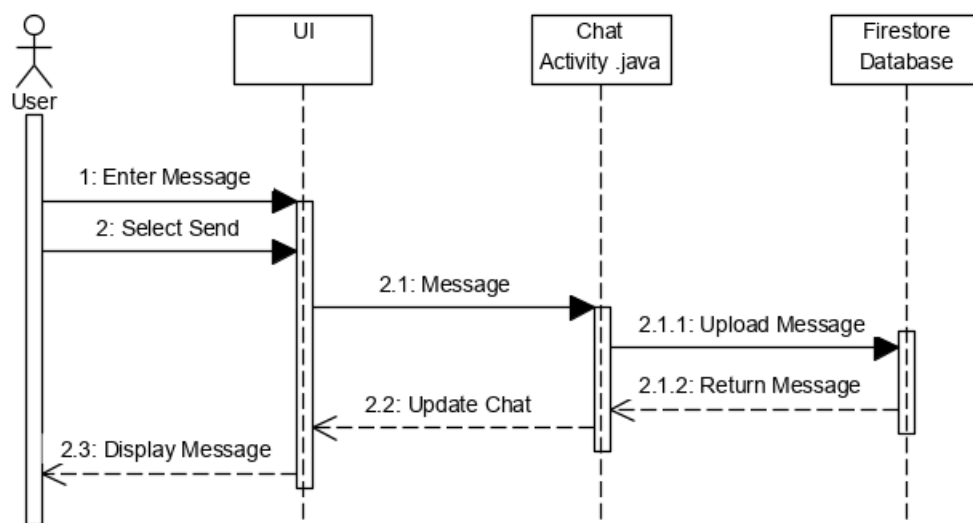 UI
Chat
Activity .java
Firestore
Database
User
1: Enter Message
2: Select Send
2.1: Message
2.1.1: Upload Message
2.1.2: Return Message
2.2: Update Chat
2.3: Display Message